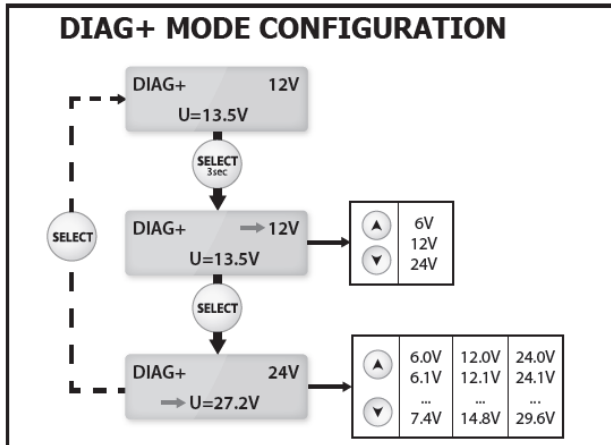 DIAG+ MODE CONFIGURATION
DIAG+ 12V
U=13.5V
SELECT
3sec
DIAG+ 12V
U=13.5V
6V
12V
24V
SELECT
SELECT
DIAG+ 24V
U=27.2V
6.0V 12.0V 24.0V
6.1V 12.1V 24.1V
... ... ...
7.4V 14.8V 29.6V